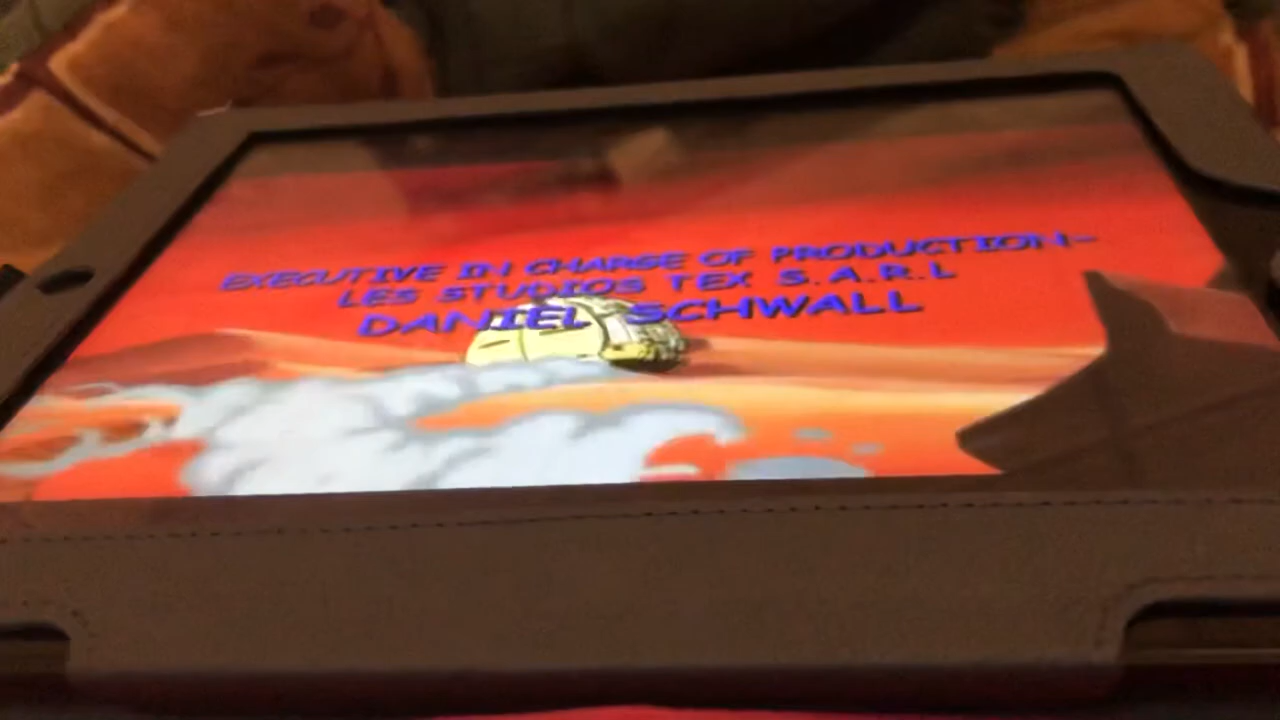 EXECUTIVE IN CHARGE OF PRODUCTION-
LES STUDIOS TEX S.A.R.L
DANIEL SCHWALL